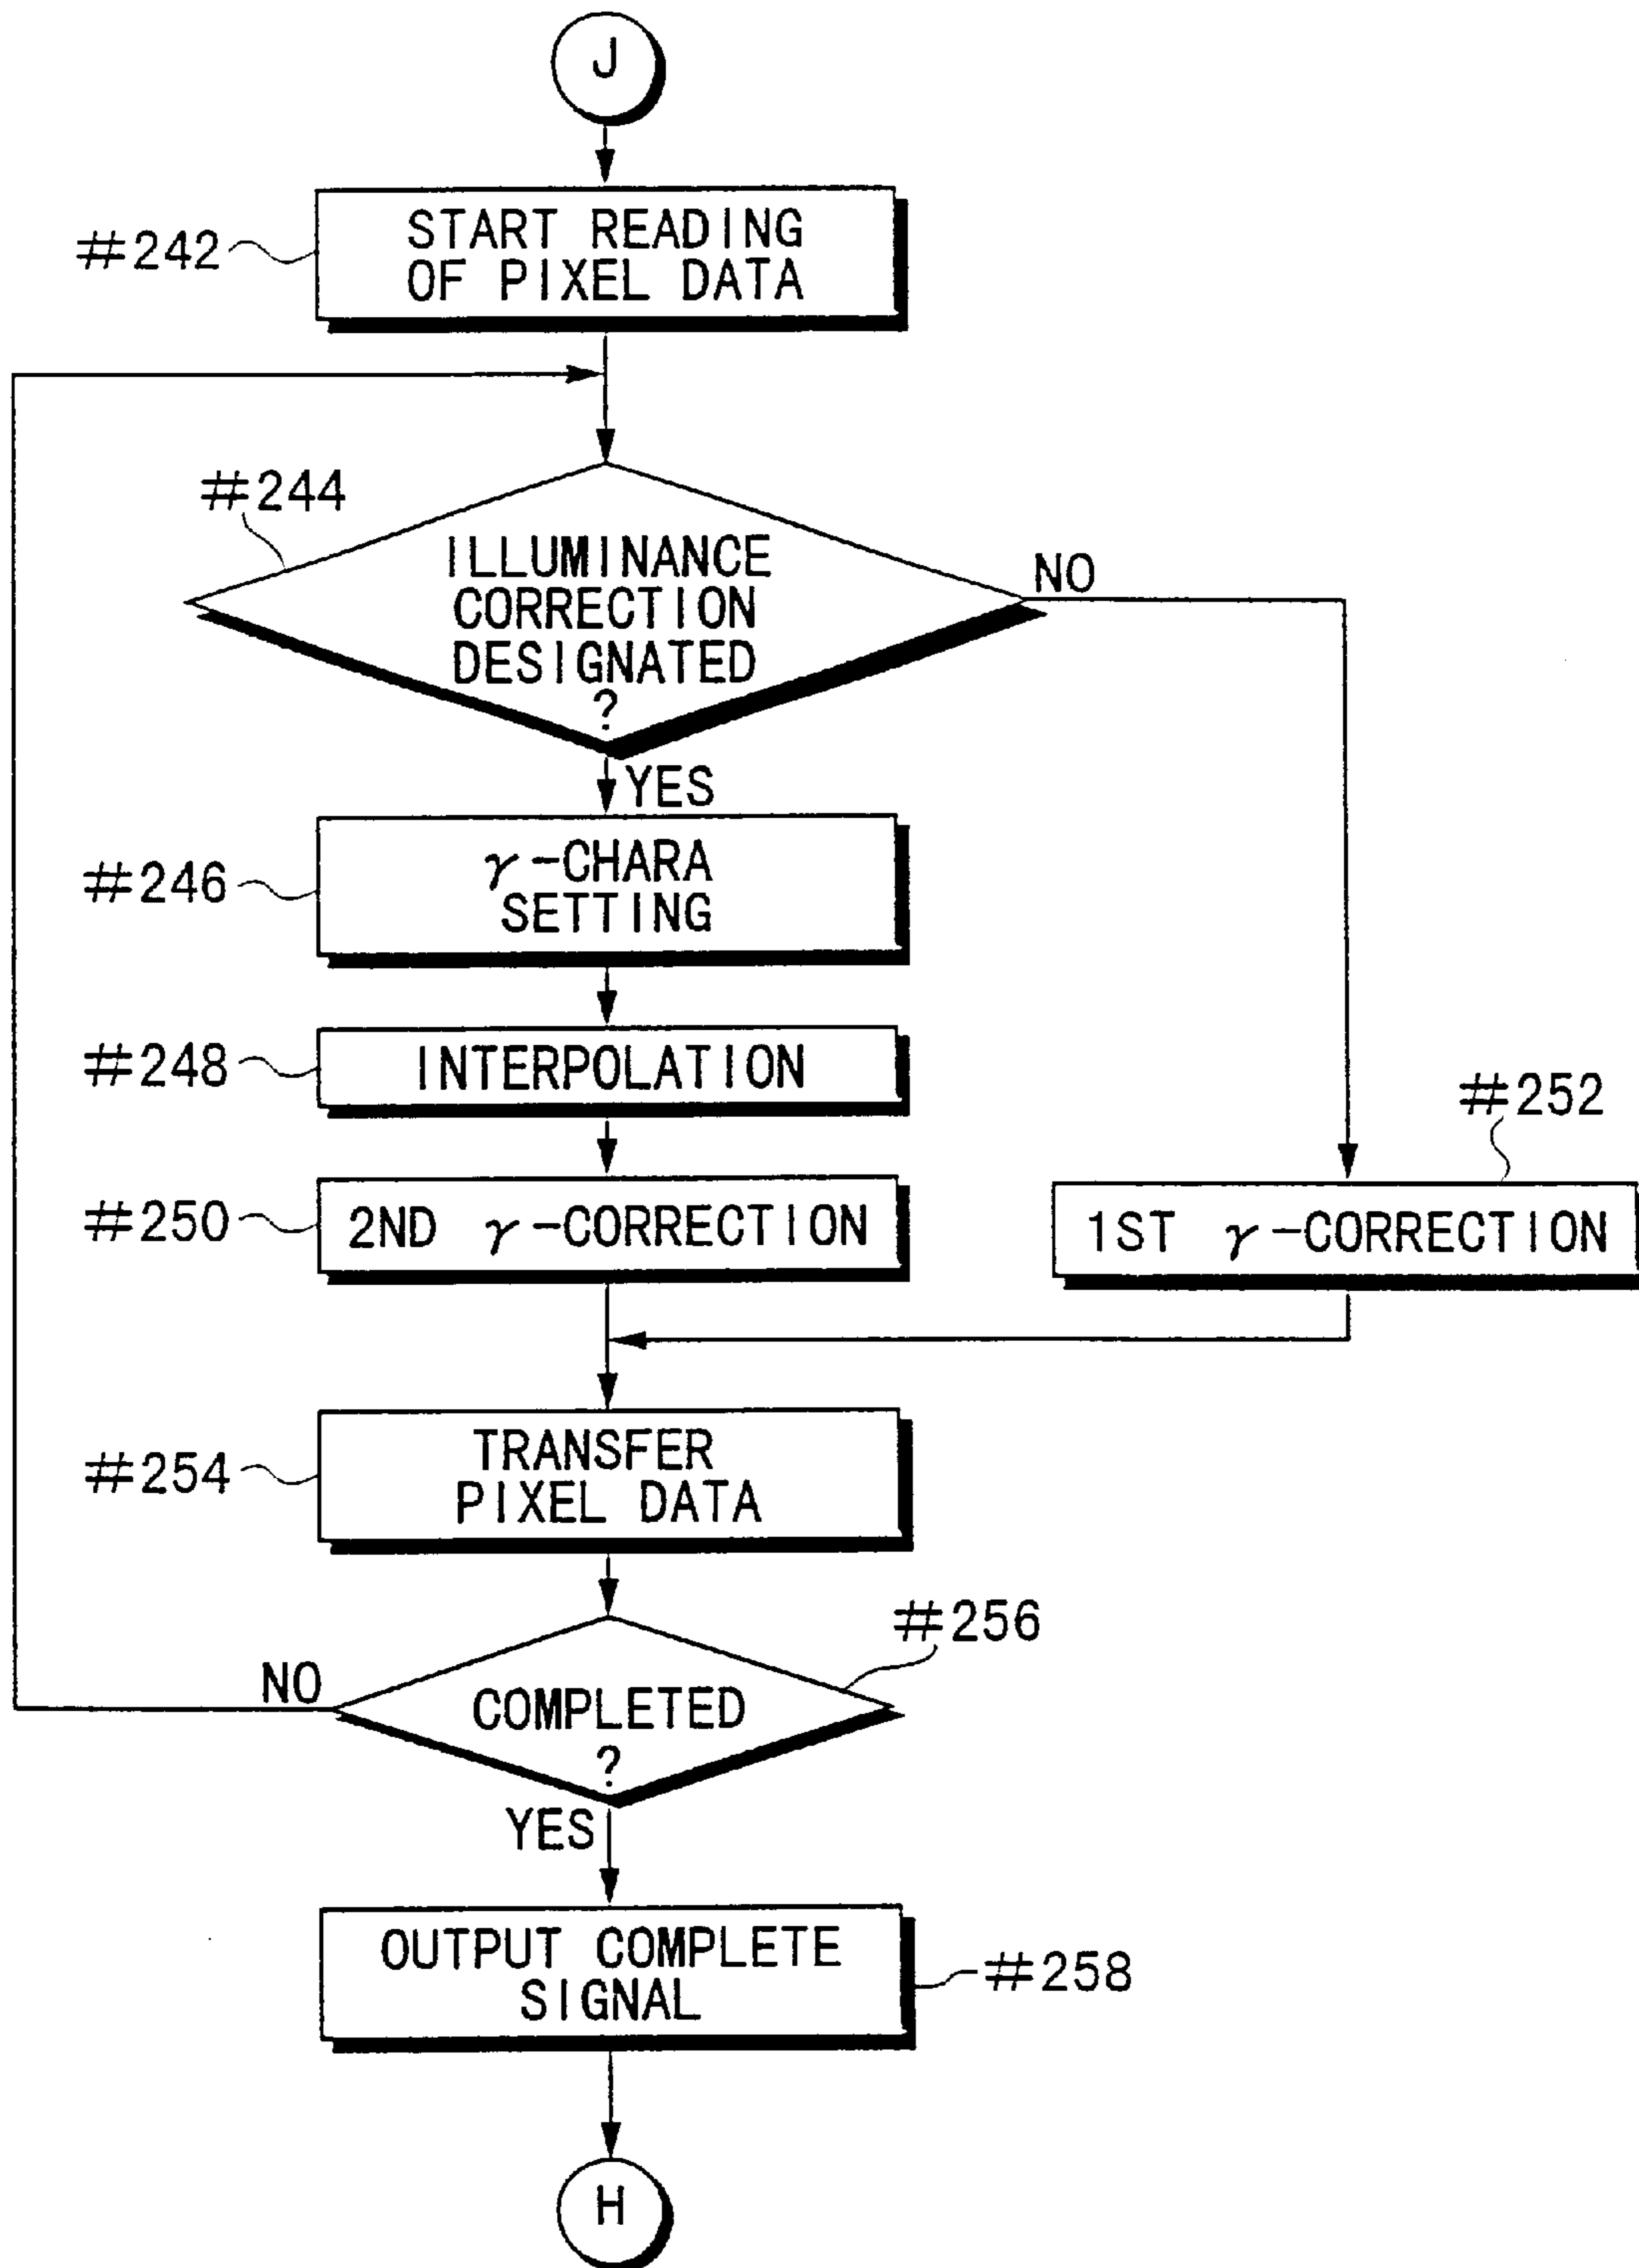 J
#242
START READING
OF PIXEL DATA
#244
ILLUMINANCE
CORRECTION
DESIGNATED
?
NO
YES
#246
γ-CHARA
SETTING
#248
INTERPOLATION
#252
#250
2ND γ-CORRECTION
1ST γ-CORRECTION
#254
TRANSFER
PIXEL DATA
#256
NO
COMPLETED
?
YES
OUTPUT COMPLETE
SIGNAL
#258
H